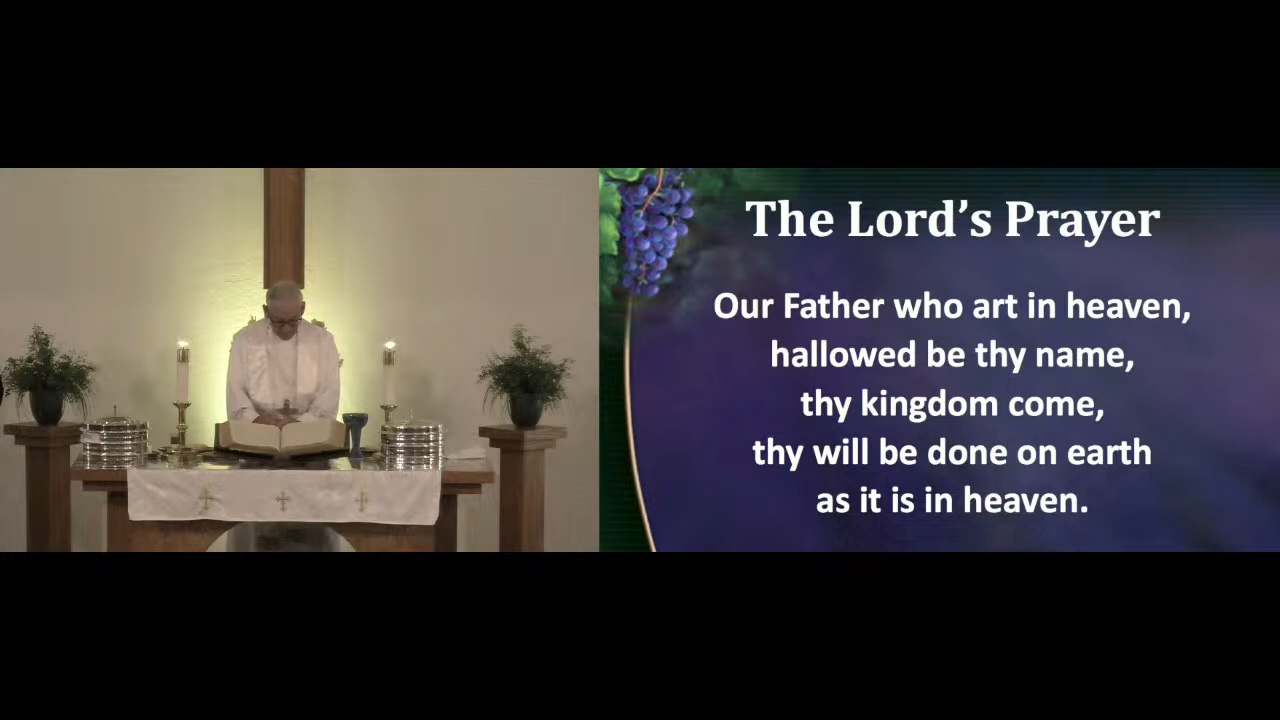 The Lord’s Prayer
Our Father who art in heaven,
hallowed be thy name,
thy kingdom come,
thy will be done on earth
as it is in heaven.